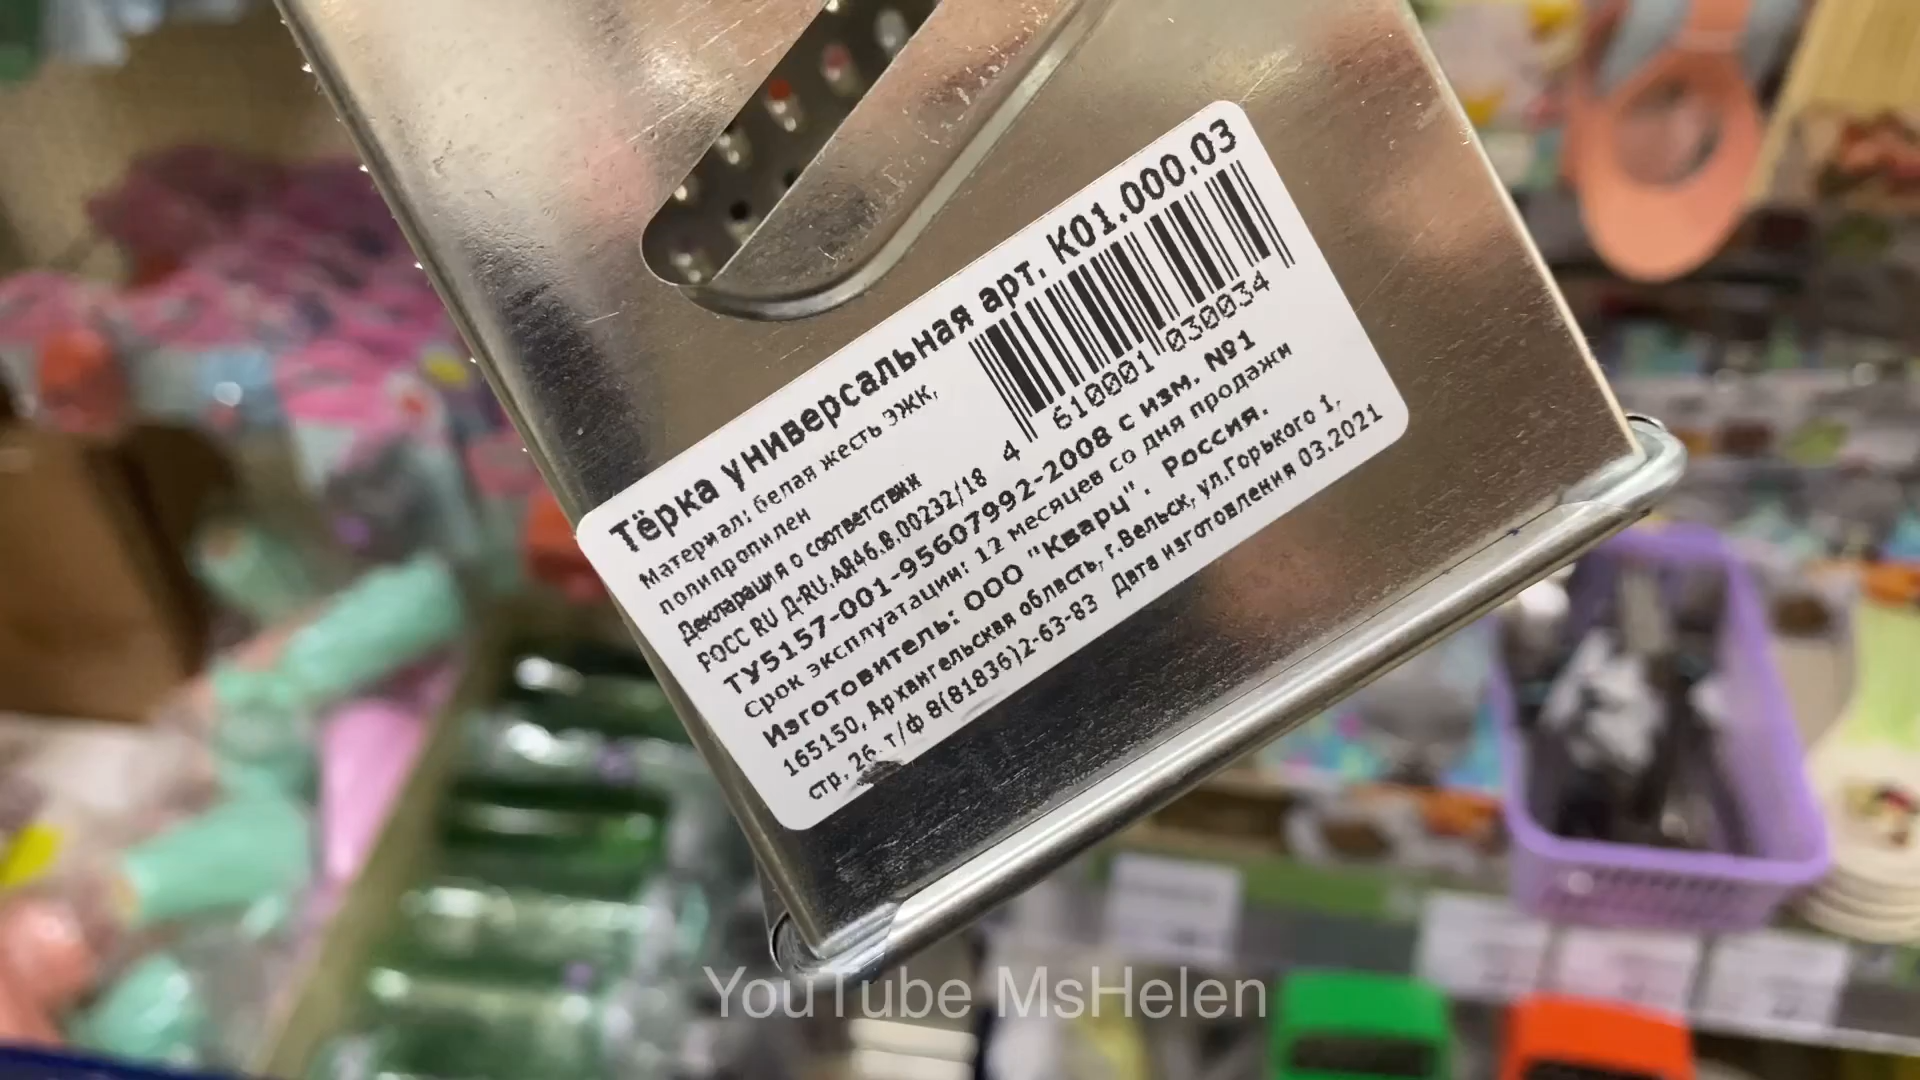 Тёрка универсальная арт. К01.000.03
Материал: белая жесть ЭЖК,
полипропилен
Декларация о соответствии
РОСС RU Д-RU.АЯ46.В.00232/18
4 610001 030034
ТУ5157-001-95607992-2008 с изм. №1
Срок эксплуатации: 12 месяцев со дня продажи
Изготовитель: ООО "Кварц". Россия.
165150, Архангельская область, г.Вельск, ул.Горького 1,
стр. 26. т/ф 8(81836)2-63-83 Дата изготовления 03.2021
YouTube MsHelen